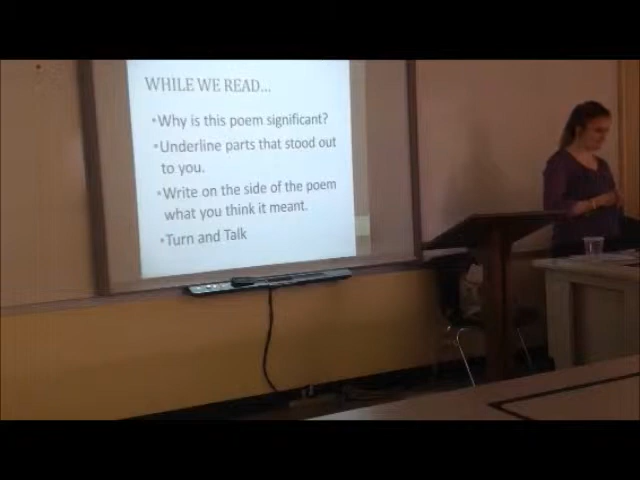 WHILE WE READ...
•Why is this poem significant?
•Underline parts that stood out
to you.
•Write on the side of the poem
what you think it meant.
•Turn and Talk